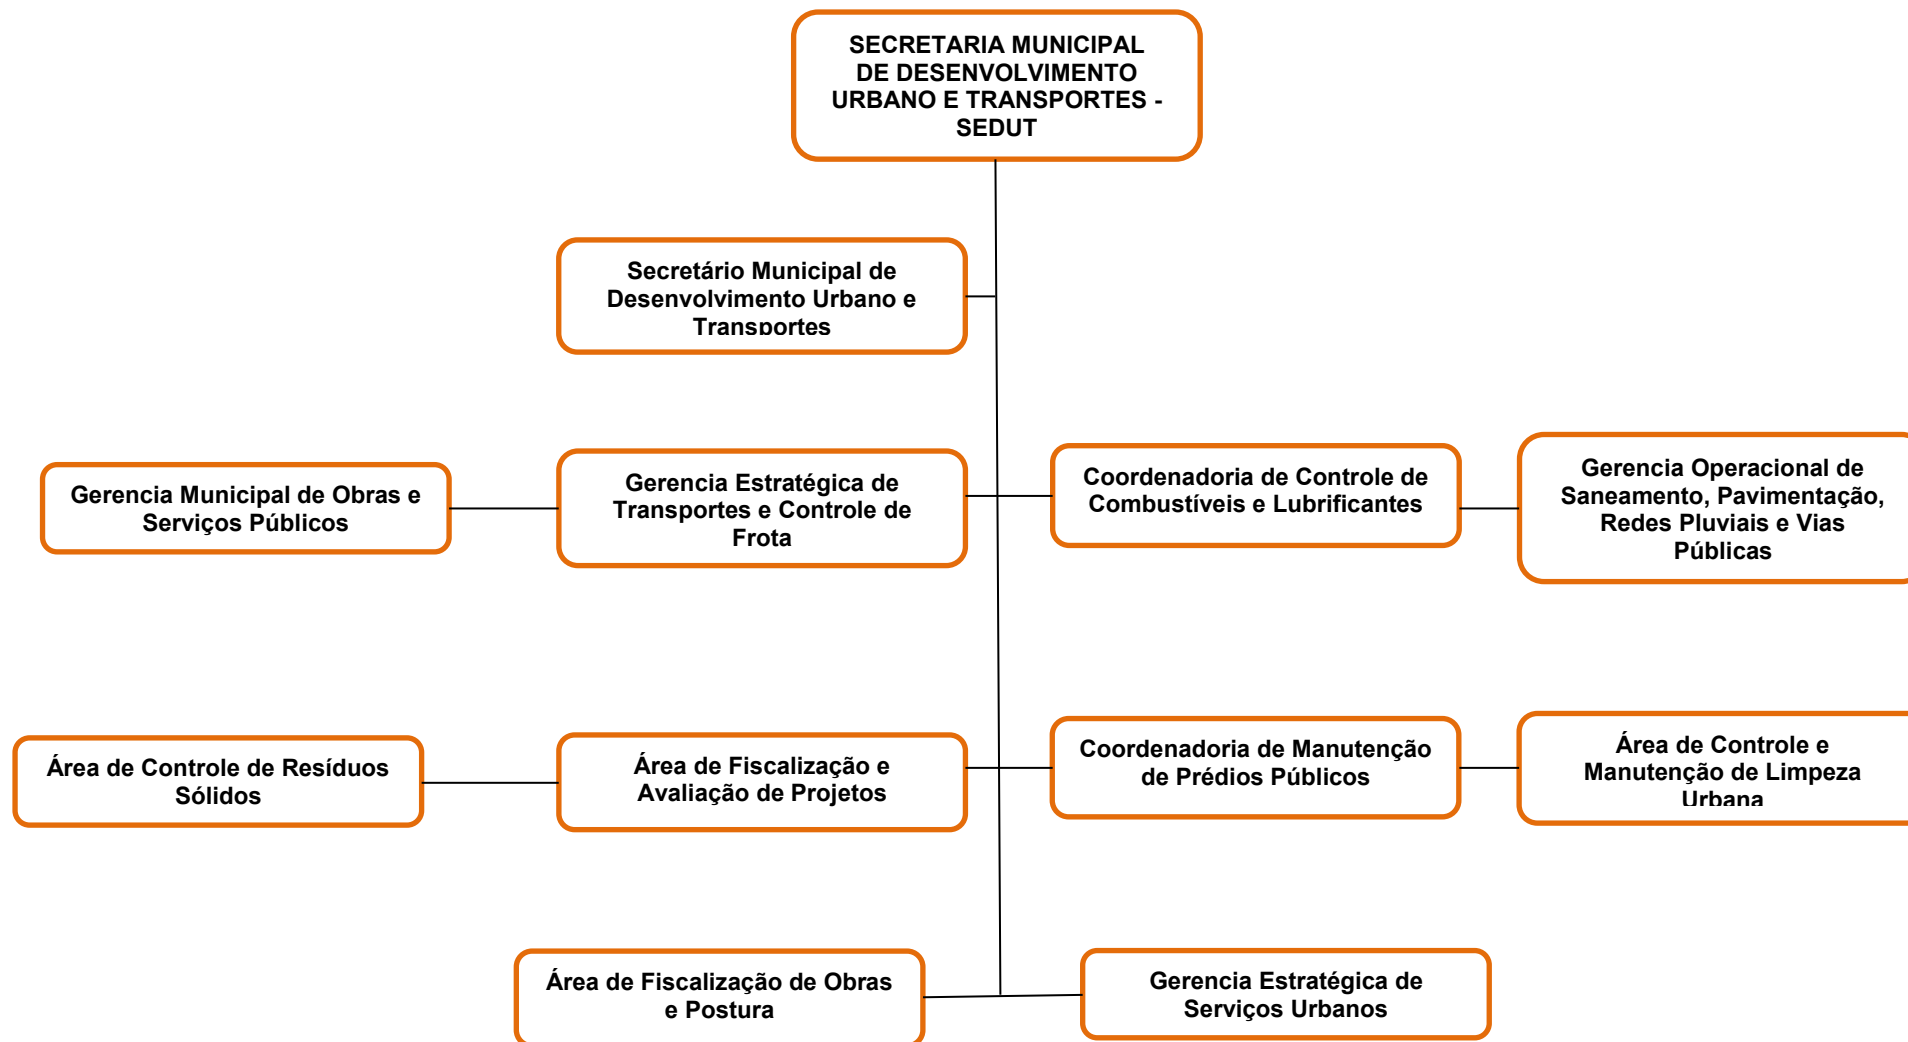 SECRETARIA MUNICIPAL
DE DESENVOLVIMENTO
URBANO E TRANSPORTES -
SEDUT
Secretário Municipal de
Desenvolvimento Urbano e
Transportes
Gerencia Municipal de Obras e
Serviços Públicos
Gerencia Estratégica de
Transportes e Controle de
Frota
Coordenadoria de Controle de
Combustíveis e Lubrificantes
Gerencia Operacional de
Saneamento, Pavimentação,
Redes Pluviais e Vias
Públicas
Área de Controle de Resíduos
Sólidos
Área de Fiscalização e
Avaliação de Projetos
Coordenadoria de Manutenção
de Prédios Públicos
Área de Controle e
Manutenção de Limpeza
Urbana
Área de Fiscalização de Obras
e Postura
Gerencia Estratégica de
Serviços Urbanos